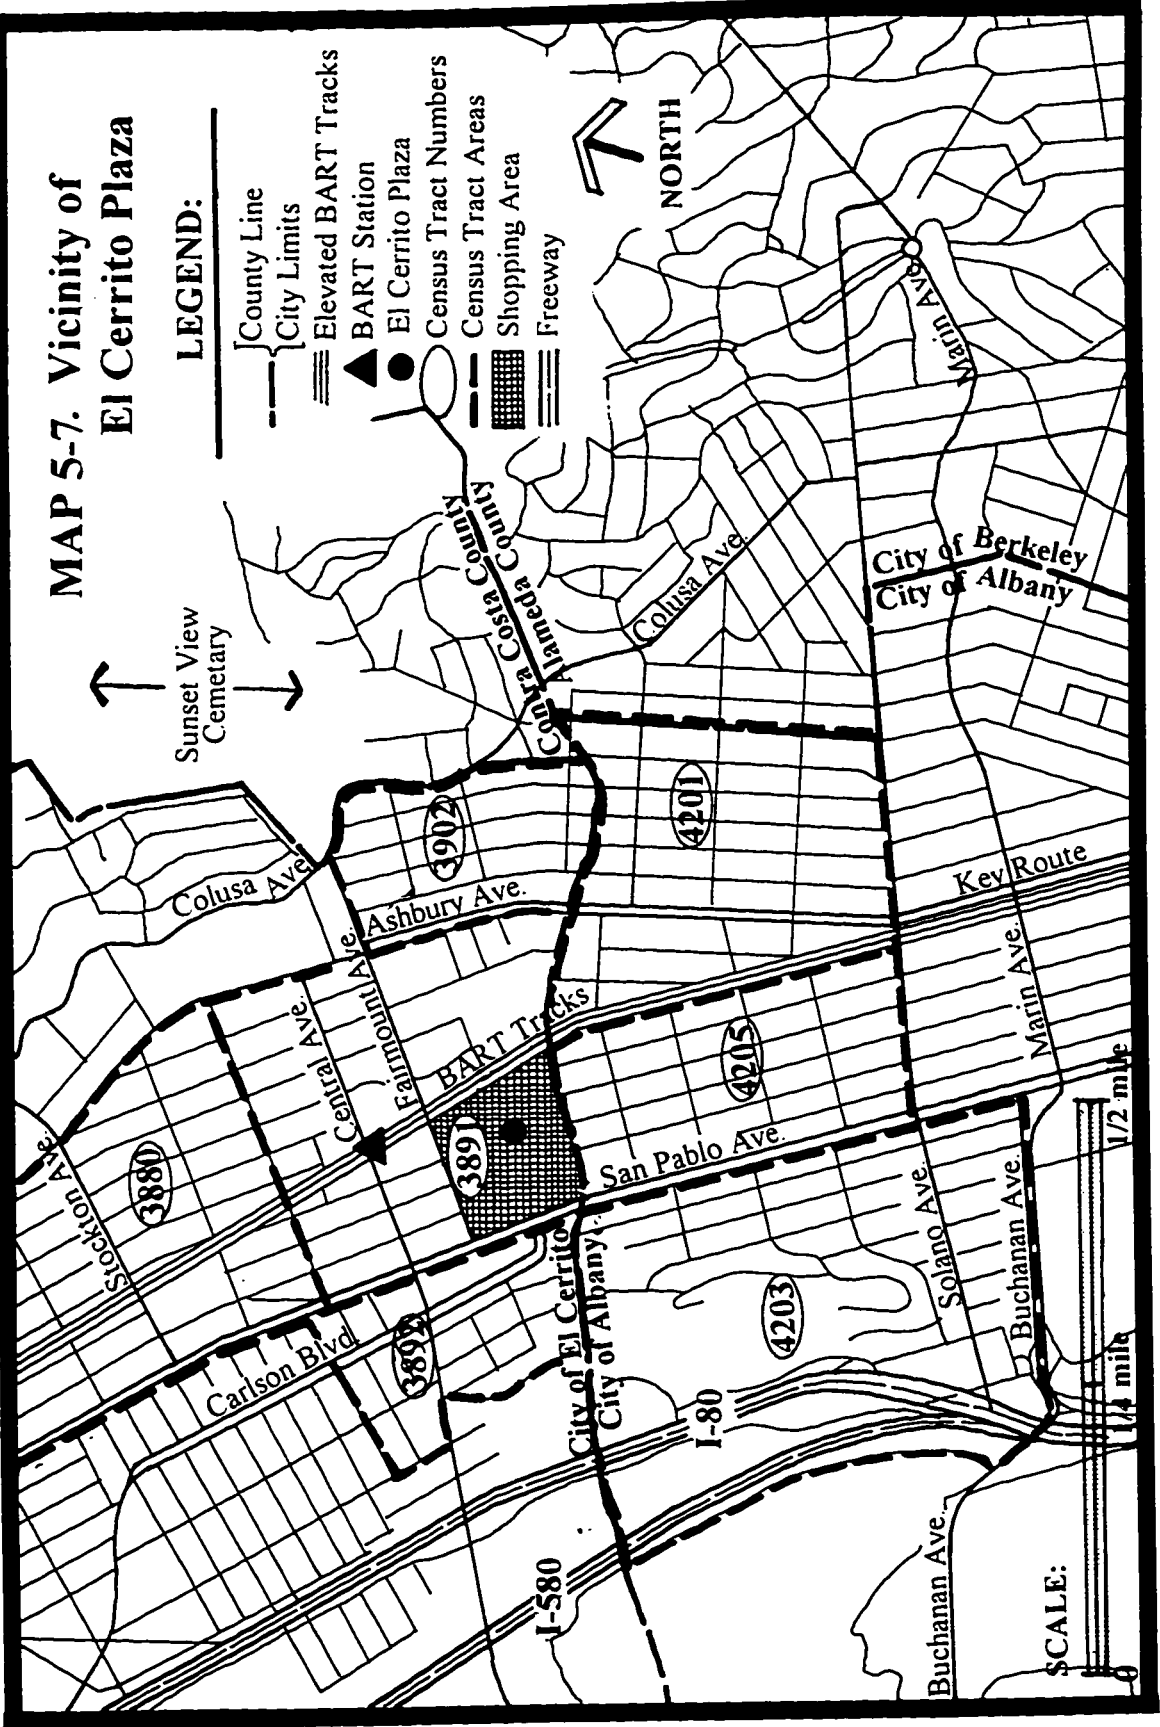 MAP 5-7. Vicinity of
El Cerrito Plaza
LEGEND:
County Line
City Limits
Elevated BART Tracks
BART Station
El Cerrito Plaza
Census Tract Numbers
Census Tract Areas
Shopping Area
Freeway
NORTH
Sunset View
Cemetary
Contra Costa County
Alameda County
Colusa Ave.
Marin Ave.
City of Berkeley
City of Albany
Colusa Ave.
3902
4201
Ashbury Ave.
Key Route
Central Ave.
Fairmount Ave.
BART Tracks
Marin Ave.
Stockton Ave.
3880
3891
4205
San Pablo Ave.
Stockton
Solano Ave.
Buchanan Ave.
Carlson Blvd.
3892
City of El Cerrito
City of Albany
4203
I-80
I-580
Buchanan Ave.
SCALE:
0
1/4 mile
1/2 mile